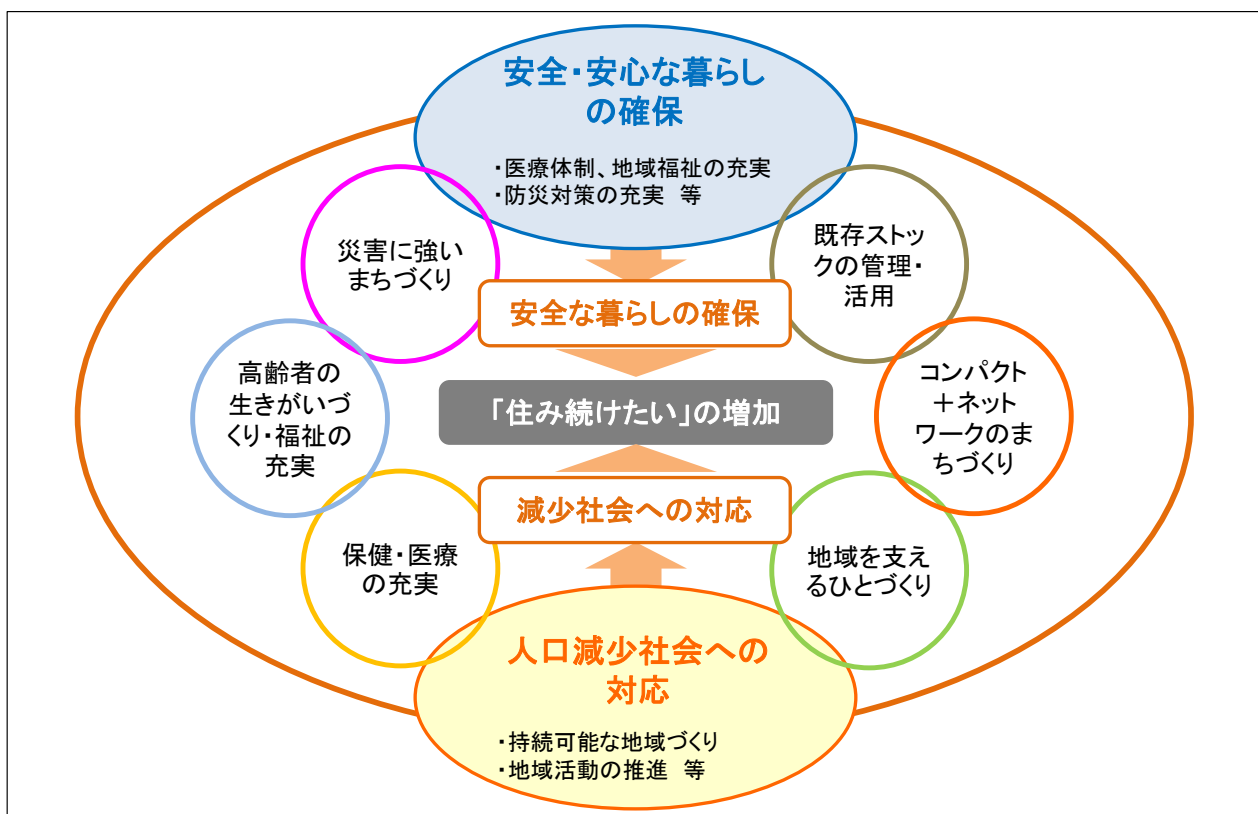 安全・安心な暮らし
の確保
・医療体制、地域福祉の充実
・防災対策の充実　等
災害に強い
まちづくり
既存ストッ
クの管理・
活用
安全な暮らしの確保
高齢者の
生きがいづ
くり・福祉の
充実
「住み続けたい」の増加
コンパクト
＋ネット
ワークのま
ちづくり
減少社会への対応
保健・医療
の充実
地域を支え
るひとづくり
人口減少社会への
対応
・持続可能な地域づくり
・地域活動の推進　等